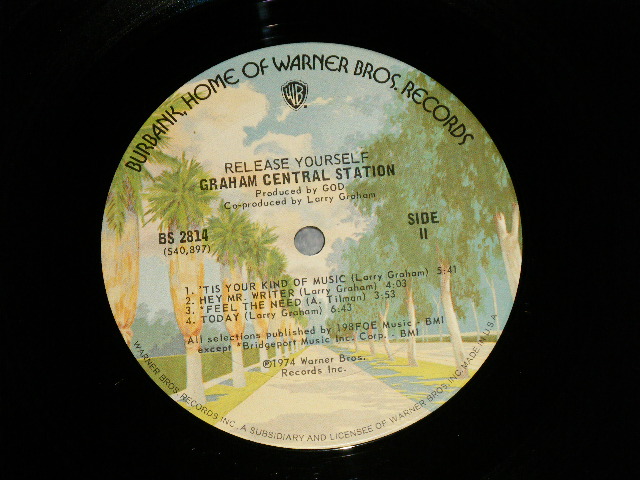 BURBANK, HOME OF WARNER BROS. RECORDS
WB
RELEASE YOURSELF
GRAHAM CENTRAL STATION
Produced by GOD
Co-produced by Larry Graham
BS 2814
(S40,897)
SIDE
II
1. 'TIS YOUR KIND OF MUSIC (Larry Graham) 5:41
2. HEY MR. WRITER (Larry Graham) 4:03
3. *FEEL THE NEED (A. Tilman) 3:53
4. TODAY (Larry Graham) 6:43
All selections published by 198FOE Music - BMI
except *Bridgeport Music Inc. Corp. - BMI
℗1974 Warner Bros.
Records Inc.
WARNER BROS. RECORDS INC., A SUBSIDIARY AND LICENSEE OF WARNER BROS. INC. MADE IN U.S.A.